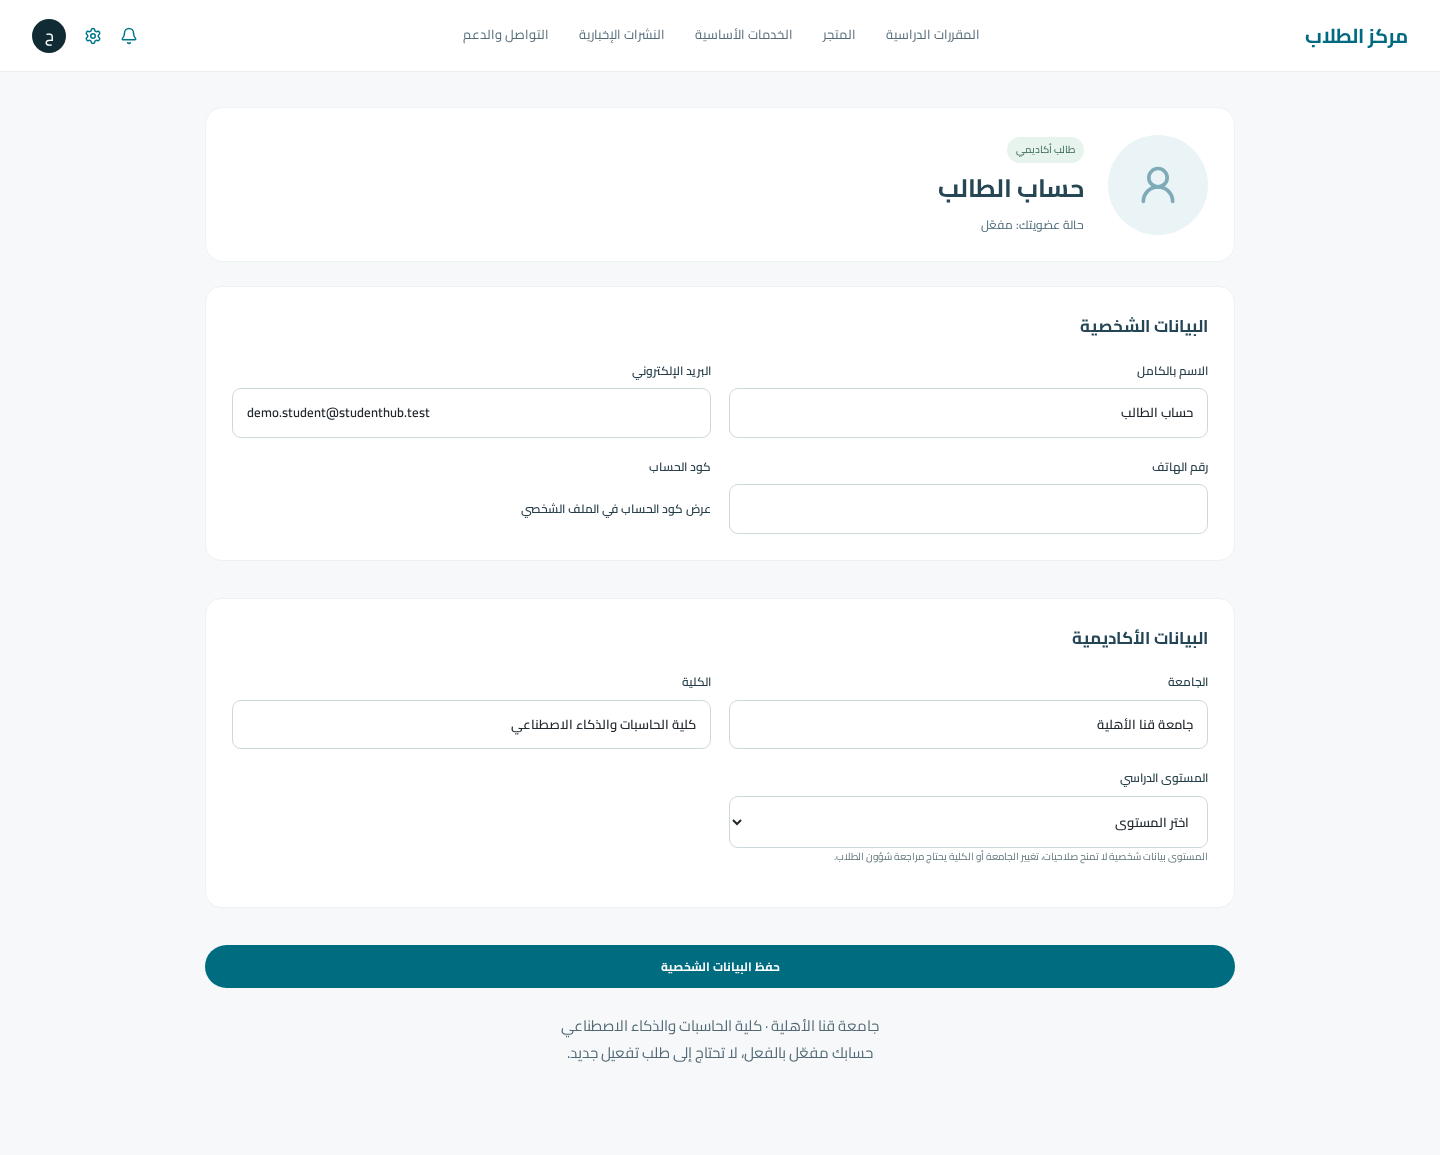 مركز الطلاب
المقررات الدراسية
المتجر
الخدمات الأساسية
النشرات الإخبارية
التواصل والدعم
ح
طالب أكاديمي
حساب الطالب
حالة عضويتك: مفعّل
البيانات الشخصية
الاسم بالكامل
البريد الإلكتروني
حساب الطالب
demo.student@studenthub.test
رقم الهاتف
كود الحساب
عرض كود الحساب في الملف الشخصي
البيانات الأكاديمية
الجامعة
الكلية
جامعة قنا الأهلية
كلية الحاسبات والذكاء الاصطناعي
المستوى الدراسي
اختر المستوى
المستوى بيانات شخصية لا تمنح صلاحيات، تغيير الجامعة أو الكلية يحتاج مراجعة شؤون الطلاب.
حفظ البيانات الشخصية
جامعة قنا الأهلية · كلية الحاسبات والذكاء الاصطناعي
حسابك مفعّل بالفعل، لا تحتاج إلى طلب تفعيل جديد.